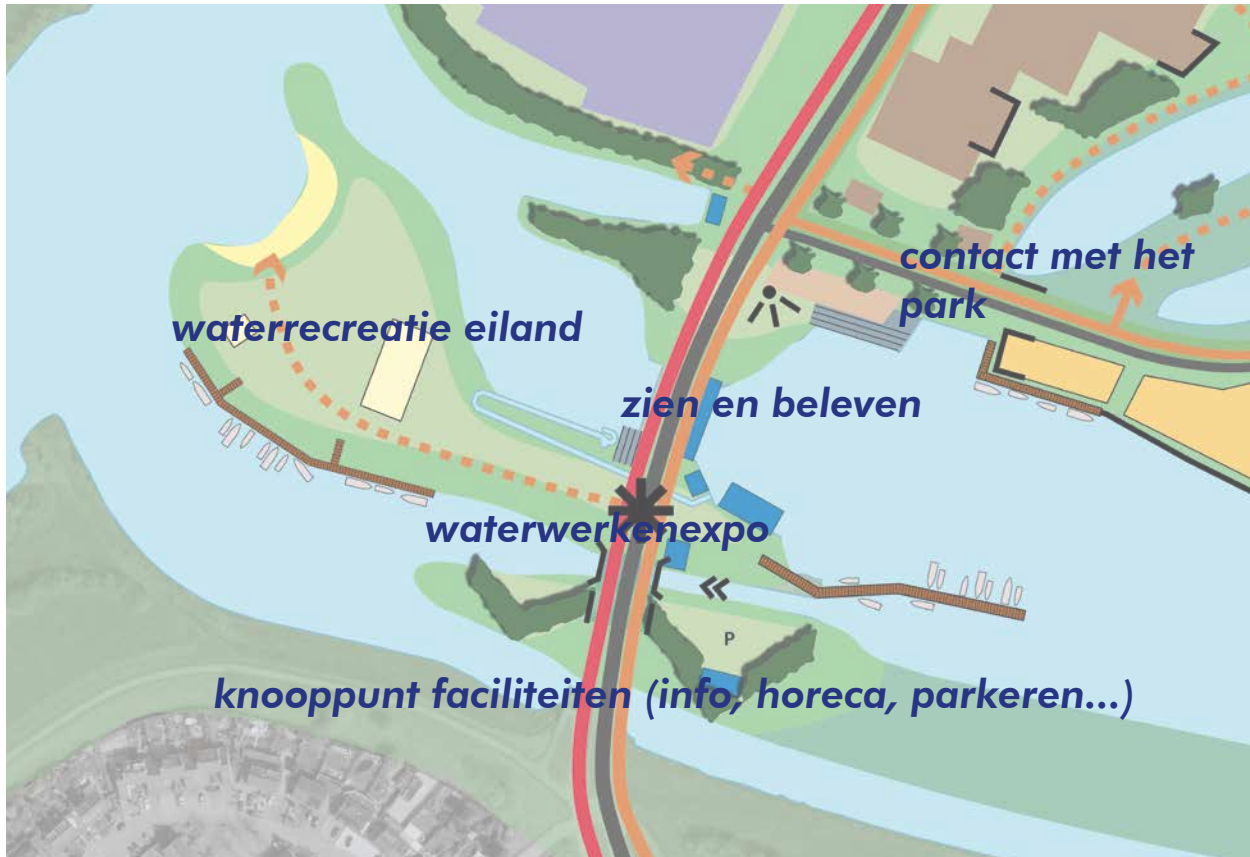 contact met het
park
waterrecreatie eiland
zien en beleven
waterwerkenexpo
P
knooppunt faciliteiten (info, horeca, parkeren...)